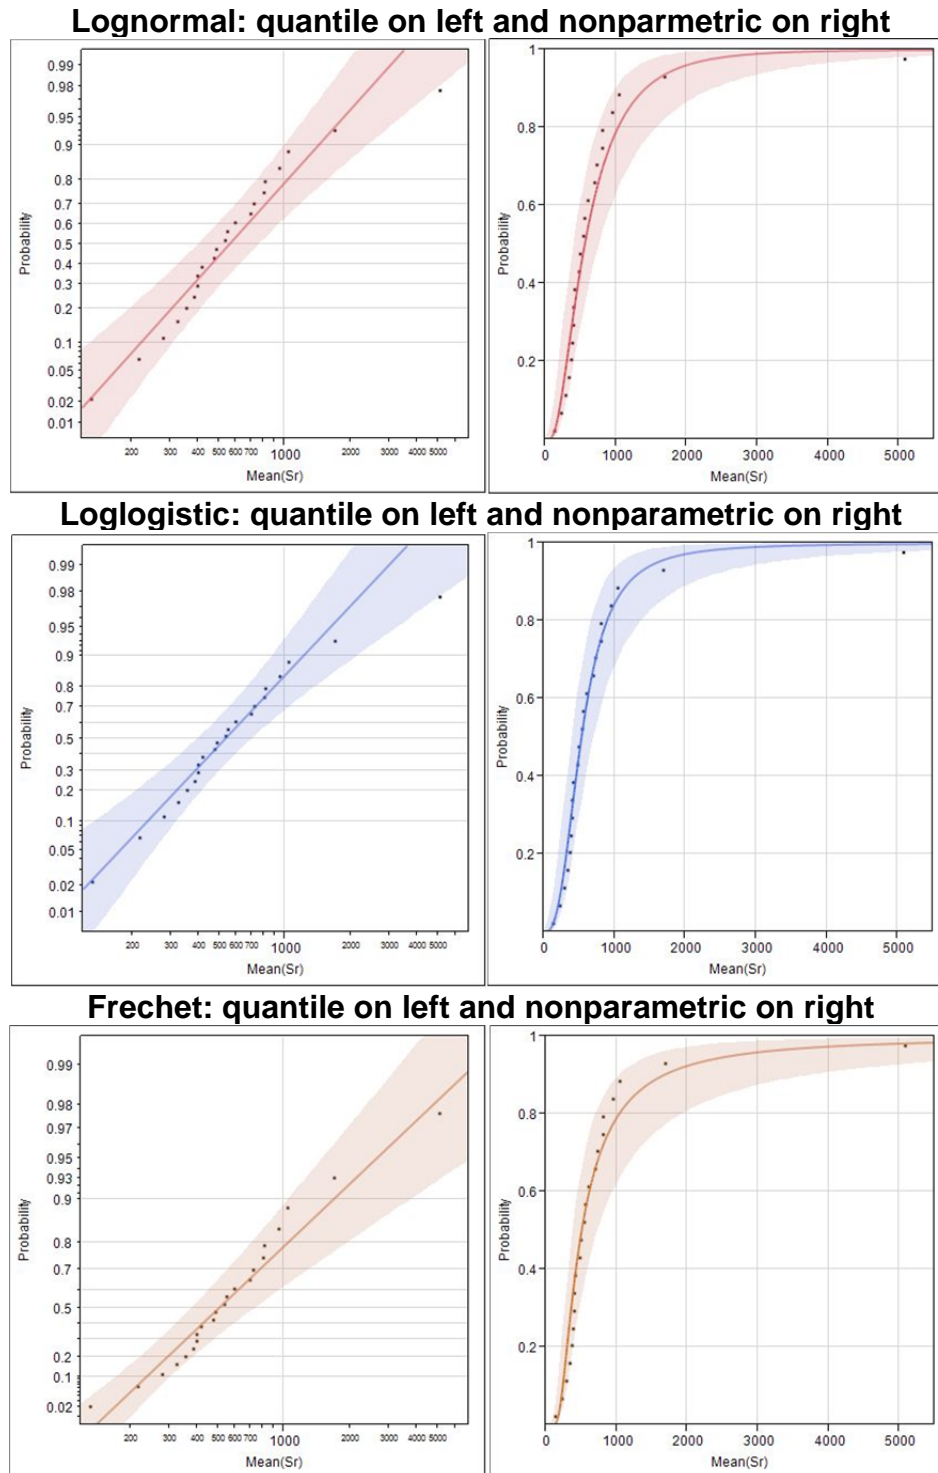 Lognormal: quantile on left and nonparmetric on right
0.99
0.98
0.95
0.9
0.8
0.7
0.6
0.5
0.4
0.3
0.2
0.1
0.05
0.02
0.01
Probability
200 300 400 500 600 700 1000 2000 3000 4000 5000
Mean(Sr)
1
0.8
0.6
0.4
0.2
Probability
0 1000 2000 3000 4000 5000
Mean(Sr)
Loglogistic: quantile on left and nonparametric on right
0.99
0.98
0.95
0.9
0.8
0.7
0.5
0.3
0.2
0.1
0.05
0.02
0.01
Probability
200 300 400 500 600 700 1000 2000 3000 4000 5000
Mean(Sr)
1
0.8
0.6
0.4
0.2
Probability
0 1000 2000 3000 4000 5000
Mean(Sr)
Frechet: quantile on left and nonparametric on right
0.99
0.98
0.97
0.95
0.93
0.9
0.8
0.7
0.5
0.2
0.1
0.02
Probability
200 300 400 500 600 700 1000 2000 3000 4000 5000
Mean(Sr)
1
0.8
0.6
0.4
0.2
Probability
0 1000 2000 3000 4000 5000
Mean(Sr)